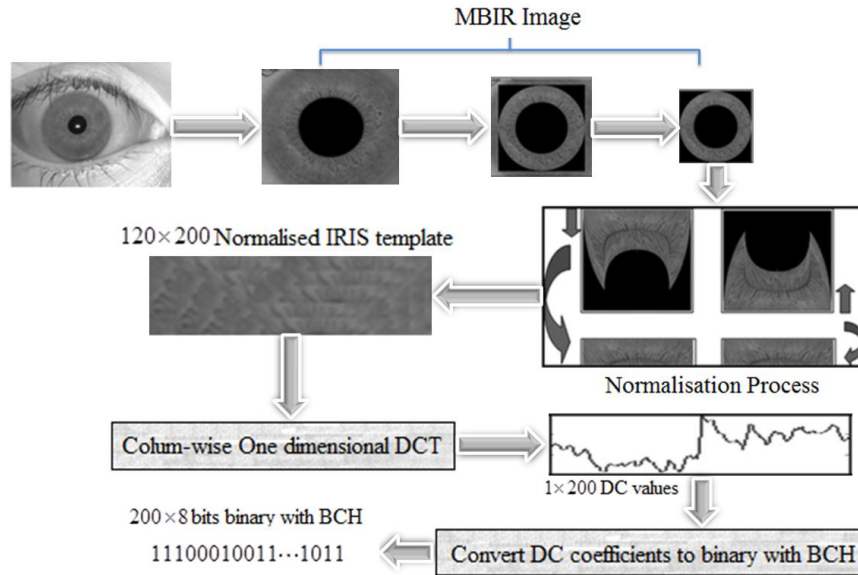 MBIR Image
120×200 Normalised IRIS template
Normalisation Process
Colum-wise One dimensional DCT
1×200 DC values
200×8 bits binary with BCH
11100010011···1011
Convert DC coefficients to binary with BCH